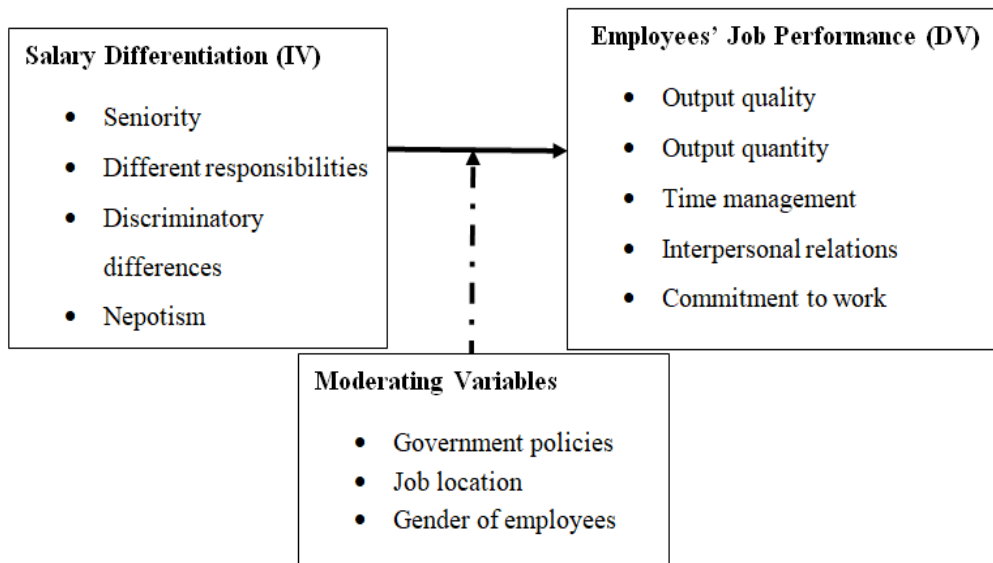 Salary Differentiation (IV)
• Seniority
• Different responsibilities
• Discriminatory
differences
• Nepotism
Employees’ Job Performance (DV)
• Output quality
• Output quantity
• Time management
• Interpersonal relations
• Commitment to work
Moderating Variables
• Government policies
• Job location
• Gender of employees